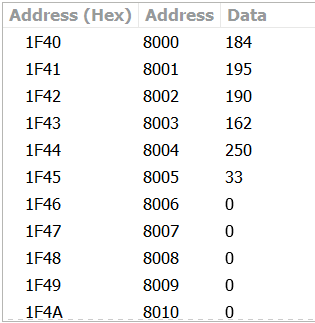 Address (Hex) Address Data
1F40 8000 184
1F41 8001 195
1F42 8002 190
1F43 8003 162
1F44 8004 250
1F45 8005 33
1F46 8006 0
1F47 8007 0
1F48 8008 0
1F49 8009 0
1F4A 8010 0